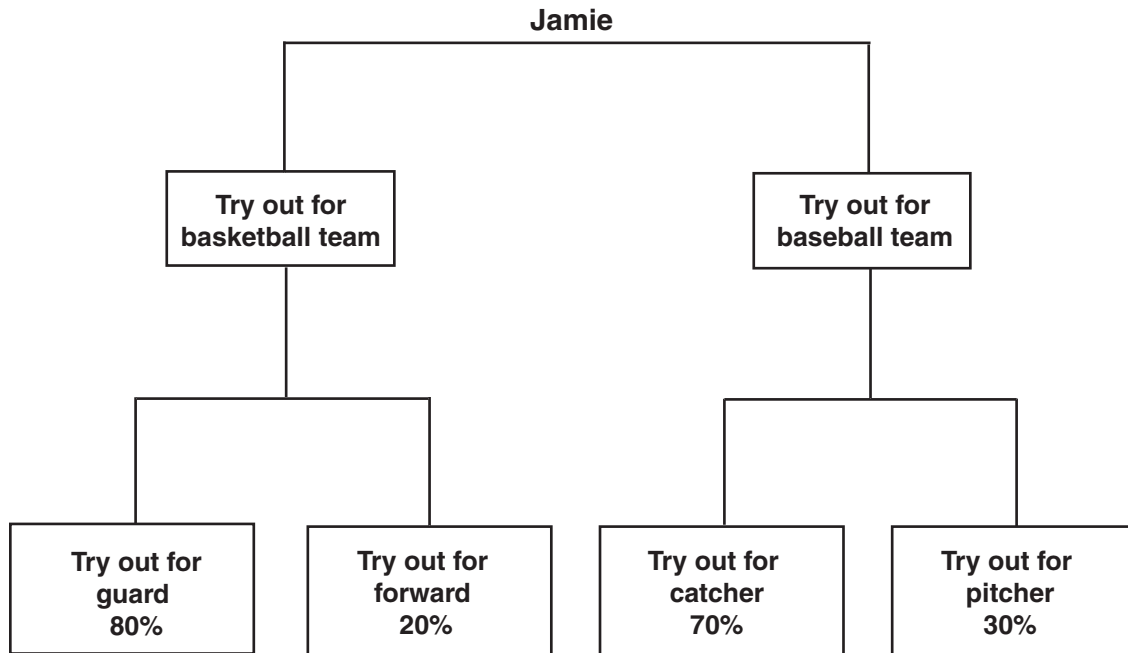 Jamie
Try out for
basketball team
Try out for
baseball team
Try out for
guard
80%
Try out for
forward
20%
Try out for
catcher
70%
Try out for
pitcher
30%